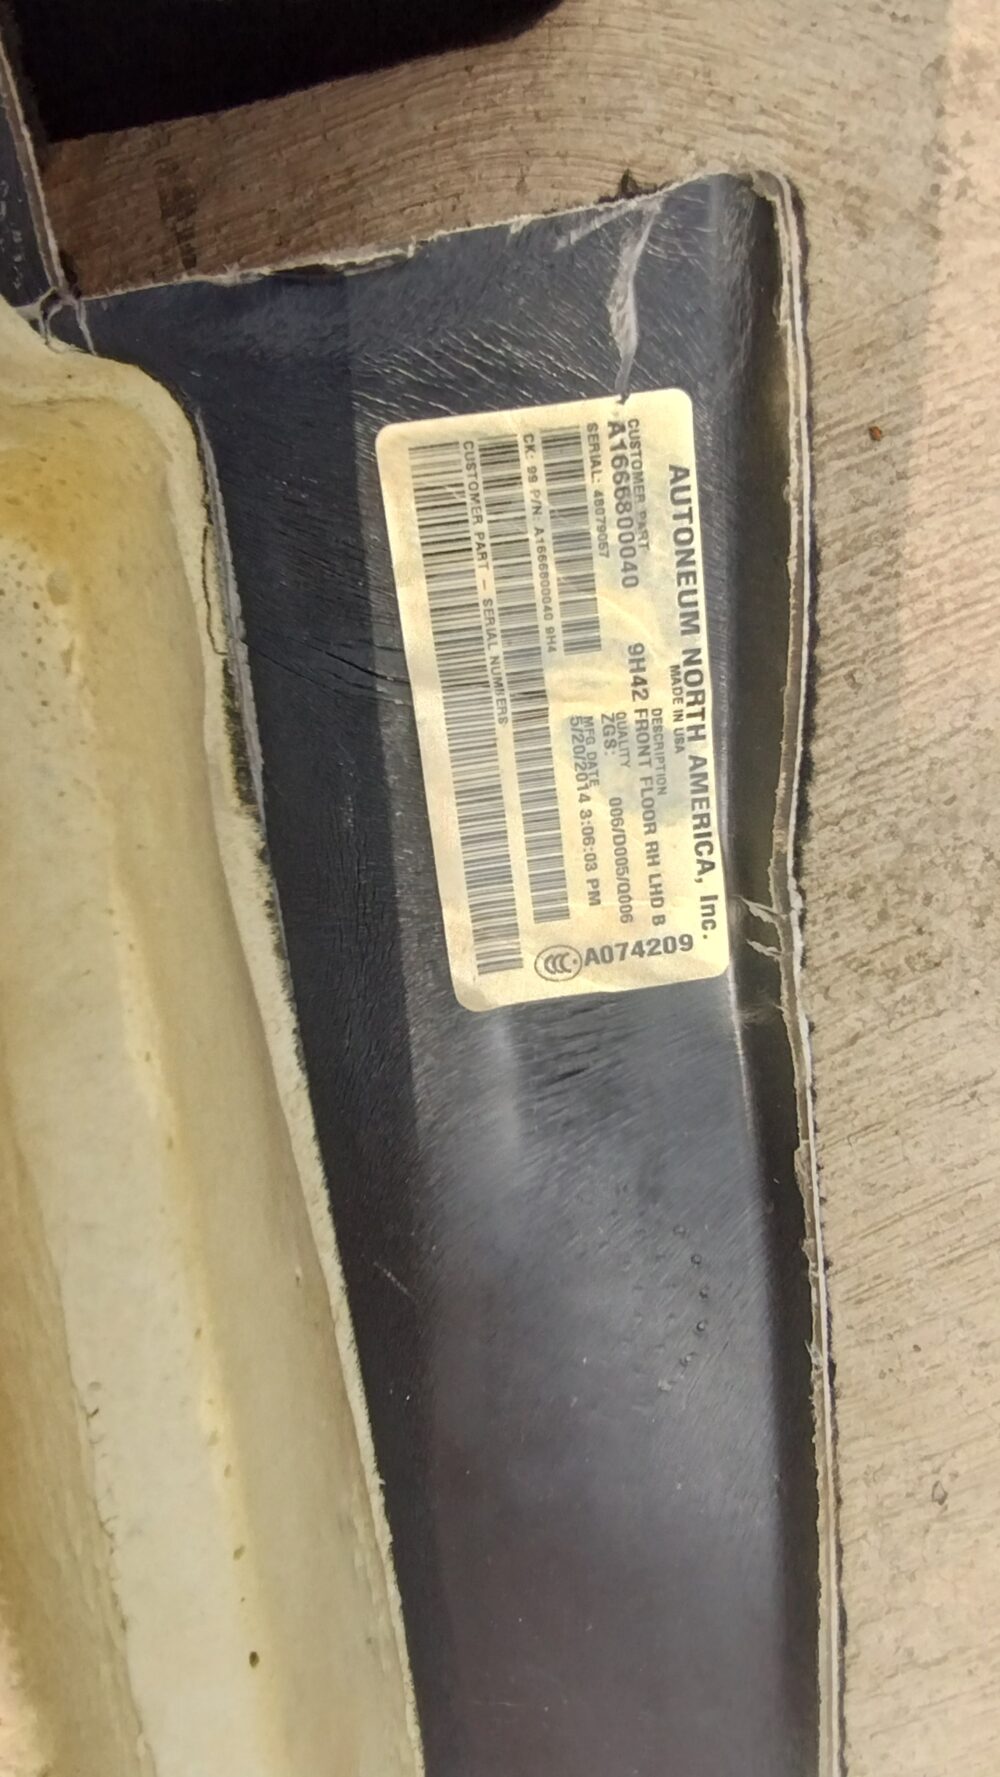 AUTONEUM NORTH AMERICA, Inc.
MADE IN USA
CUSTOMER PART
A1666800040 9H42
DESCRIPTION
FRONT FLOOR RH LHD B
QUALITY
ZGS: 006/D005/Q006
SERIAL: 48079057
MFG DATE
5/20/2014 3:06:03 PM
A074209
CK: 99 P/N: A1666800040 9H4
CUSTOMER PART - SERIAL NUMBERS